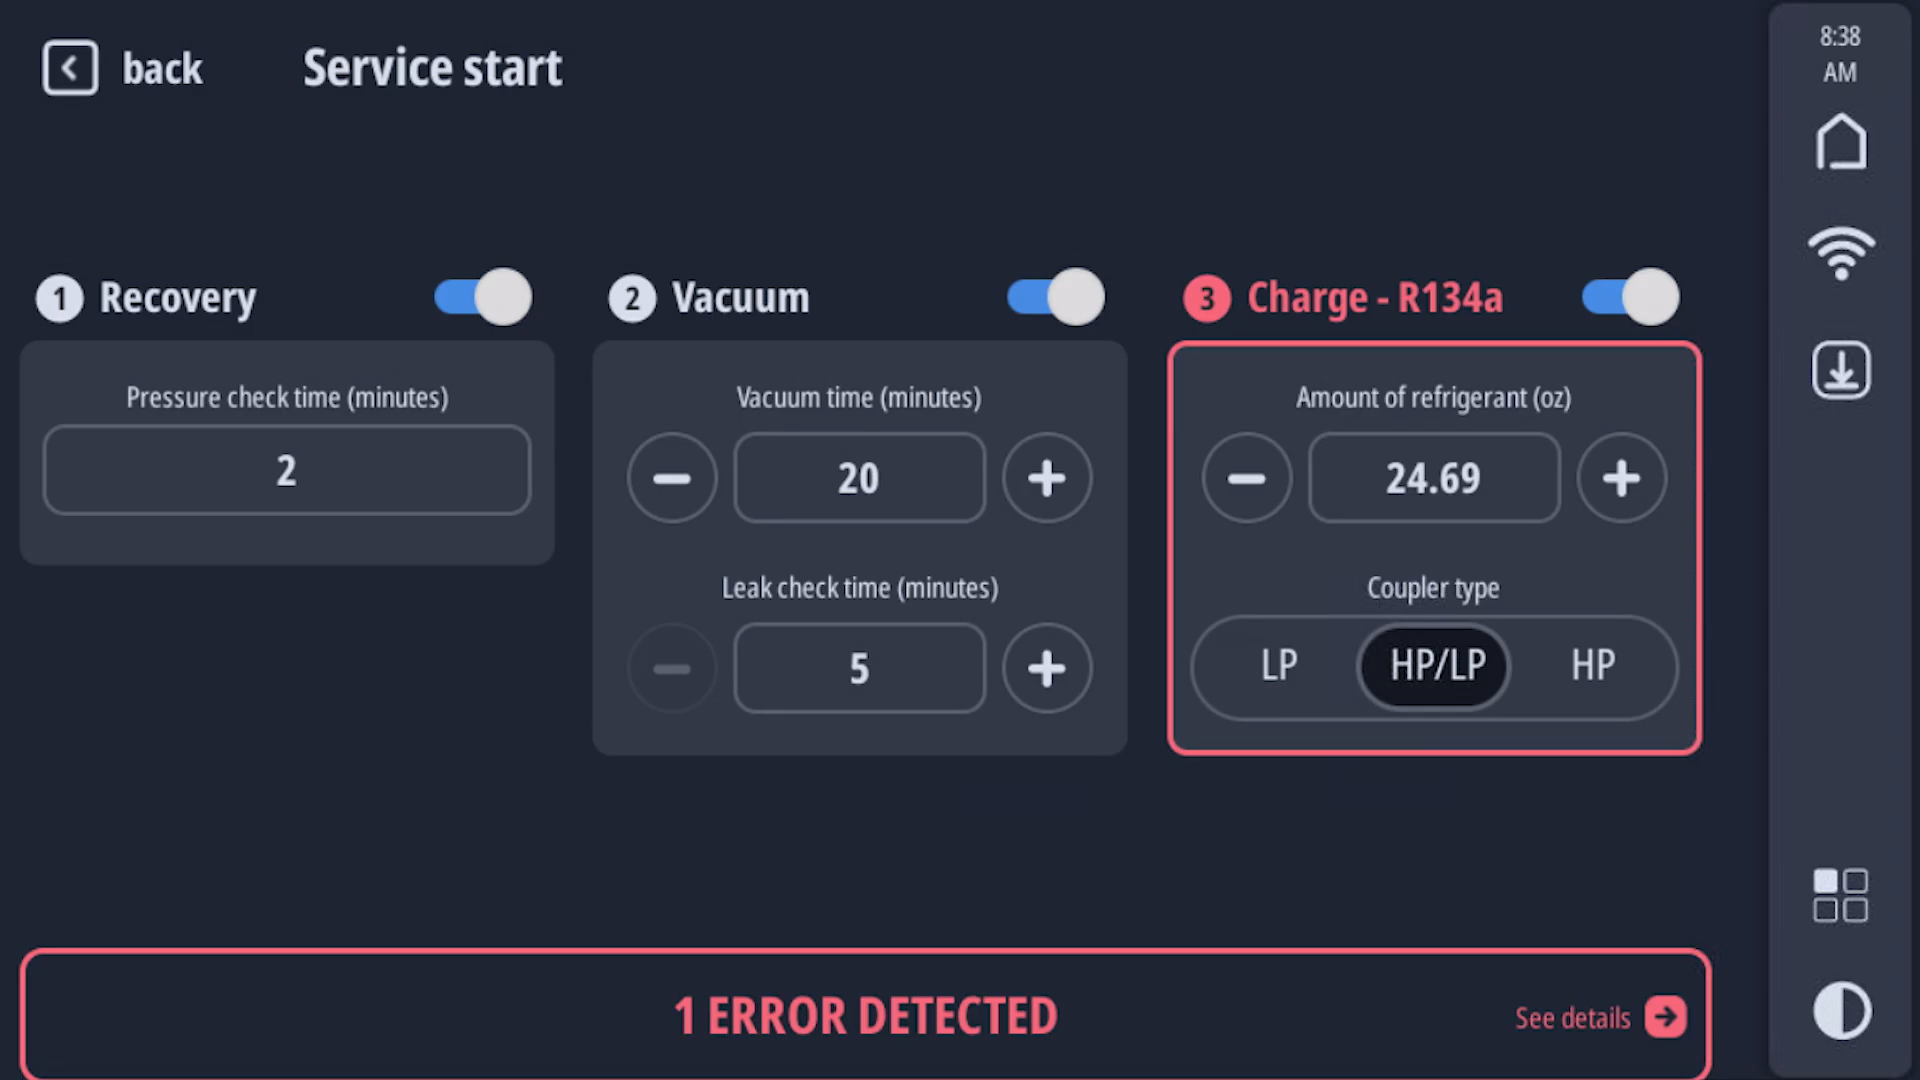 back
Service start
8:38
AM
1 Recovery
Pressure check time (minutes)
2
2 Vacuum
Vacuum time (minutes)
20
Leak check time (minutes)
5
3 Charge - R134a
Amount of refrigerant (oz)
24.69
Coupler type
LP HP/LP HP
1 ERROR DETECTED
See details